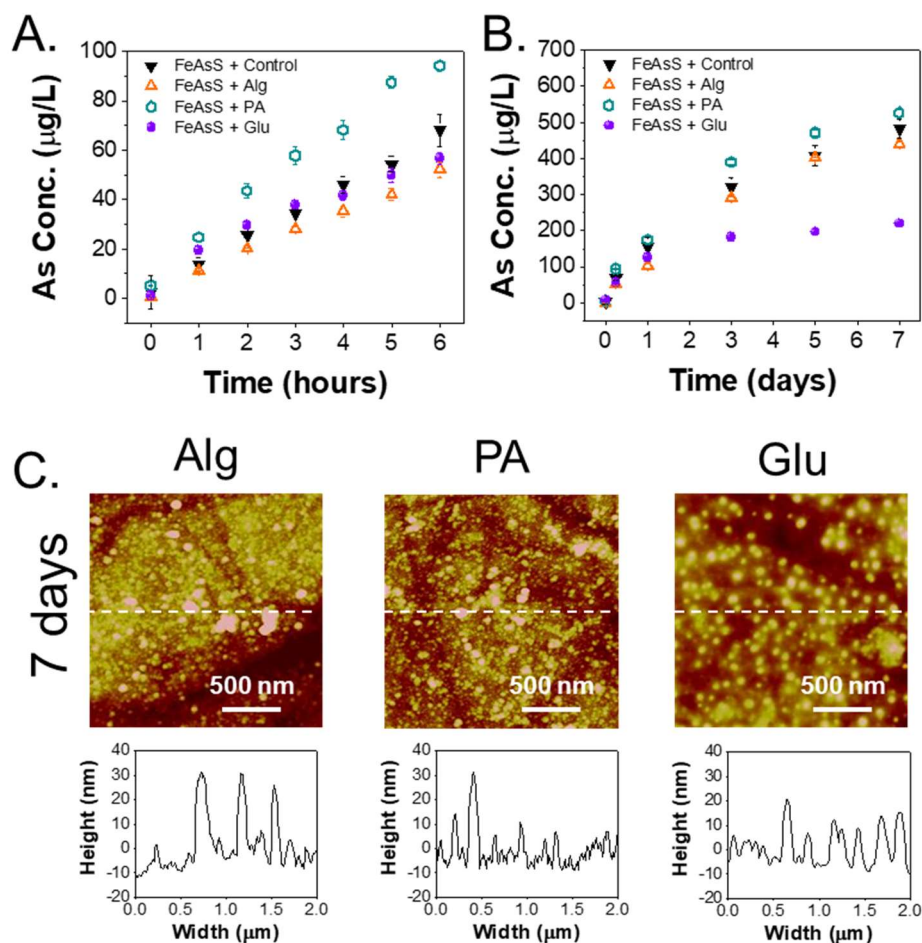 A.
As Conc. (µg/L)
100
80
60
40
20
0
FeAsS + Control
FeAsS + Alg
FeAsS + PA
FeAsS + Glu
0 1 2 3 4 5 6
Time (hours)
B.
As Conc. (µg/L)
700
600
500
400
300
200
100
0
FeAsS + Control
FeAsS + Alg
FeAsS + PA
FeAsS + Glu
0 1 2 3 4 5 6 7
Time (days)
C.
Alg PA Glu
7 days
500 nm 500 nm 500 nm
Height (nm)
40
30
20
10
0
-10
-20
0.0 0.5 1.0 1.5 2.0
Width (µm)
Height (nm)
40
30
20
10
0
-10
-20
0.0 0.5 1.0 1.5 2.0
Width (µm)
Height (nm)
40
30
20
10
0
-10
-20
0.0 0.5 1.0 1.5 2.0
Width (µm)